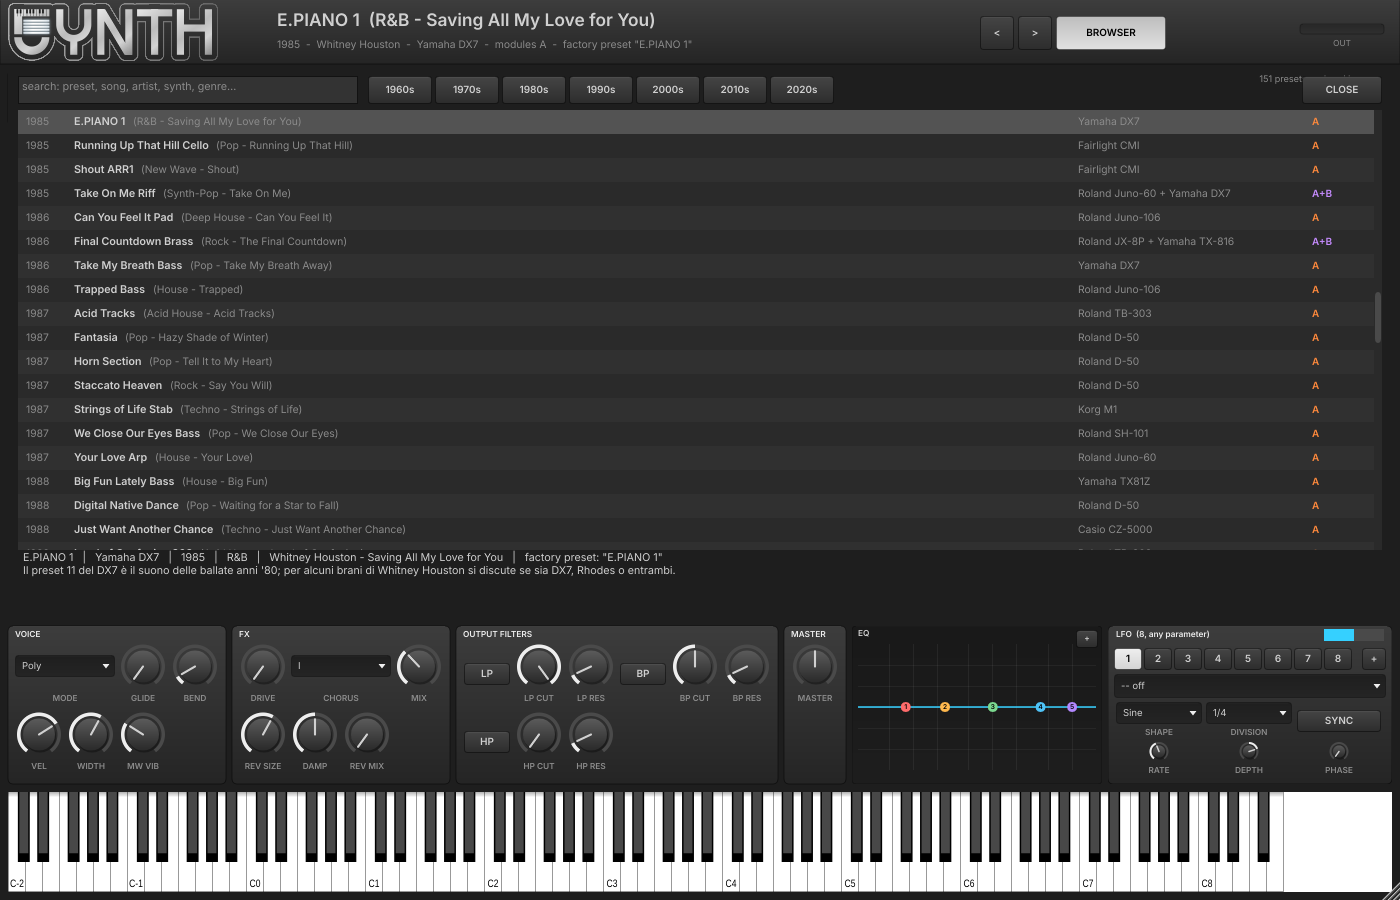 SYNTH
E.PIANO 1 (R&B - Saving All My Love for You)
1985 - Whitney Houston - Yamaha DX7 - modules A - factory preset "E.PIANO 1"
< > BROWSER
OUT
search: preset, song, artist, synth, genre...
1960s 1970s 1980s 1990s 2000s 2010s 2020s
151 preset
CLOSE
1985 E.PIANO 1 (R&B - Saving All My Love for You) Yamaha DX7 A
1985 Running Up That Hill Cello (Pop - Running Up That Hill) Fairlight CMI A
1985 Shout ARR1 (New Wave - Shout) Fairlight CMI A
1985 Take On Me Riff (Synth-Pop - Take On Me) Roland Juno-60 + Yamaha DX7 A+B
1986 Can You Feel It Pad (Deep House - Can You Feel It) Roland Juno-106 A
1986 Final Countdown Brass (Rock - The Final Countdown) Roland JX-8P + Yamaha TX-816 A+B
1986 Take My Breath Bass (Pop - Take My Breath Away) Yamaha DX7 A
1986 Trapped Bass (House - Trapped) Roland Juno-106 A
1987 Acid Tracks (Acid House - Acid Tracks) Roland TB-303 A
1987 Fantasia (Pop - Hazy Shade of Winter) Roland D-50 A
1987 Horn Section (Pop - Tell It to My Heart) Roland D-50 A
1987 Staccato Heaven (Rock - Say You Will) Roland D-50 A
1987 Strings of Life Stab (Techno - Strings of Life) Korg M1 A
1987 We Close Our Eyes Bass (Pop - We Close Our Eyes) Roland SH-101 A
1987 Your Love Arp (House - Your Love) Roland Juno-60 A
1988 Big Fun Lately Bass (House - Big Fun) Yamaha TX81Z A
1988 Digital Native Dance (Pop - Waiting for a Star to Fall) Roland D-50 A
1988 Just Want Another Chance (Techno - Just Want Another Chance) Casio CZ-5000 A
E.PIANO 1 | Yamaha DX7 | 1985 | R&B | Whitney Houston - Saving All My Love for You | factory preset: "E.PIANO 1"
Il preset 11 del DX7 è il suono delle ballate anni '80; per alcuni brani di Whitney Houston si discute se sia DX7, Rhodes o entrambi.
VOICE
Poly
MODE GLIDE BEND
VEL WIDTH MW VIB
FX
I
DRIVE CHORUS MIX
REV SIZE DAMP REV MIX
OUTPUT FILTERS
LP BP
LP CUT LP RES BP CUT BP RES
HP
HP CUT HP RES
MASTER
MASTER
EQ +
1 2 3 4 5
LFO (8, any parameter)
1 2 3 4 5 6 7 8 +
-- off
Sine 1/4 SYNC
SHAPE DIVISION
RATE DEPTH PHASE
C-2 C-1 C0 C1 C2 C3 C4 C5 C6 C7 C8